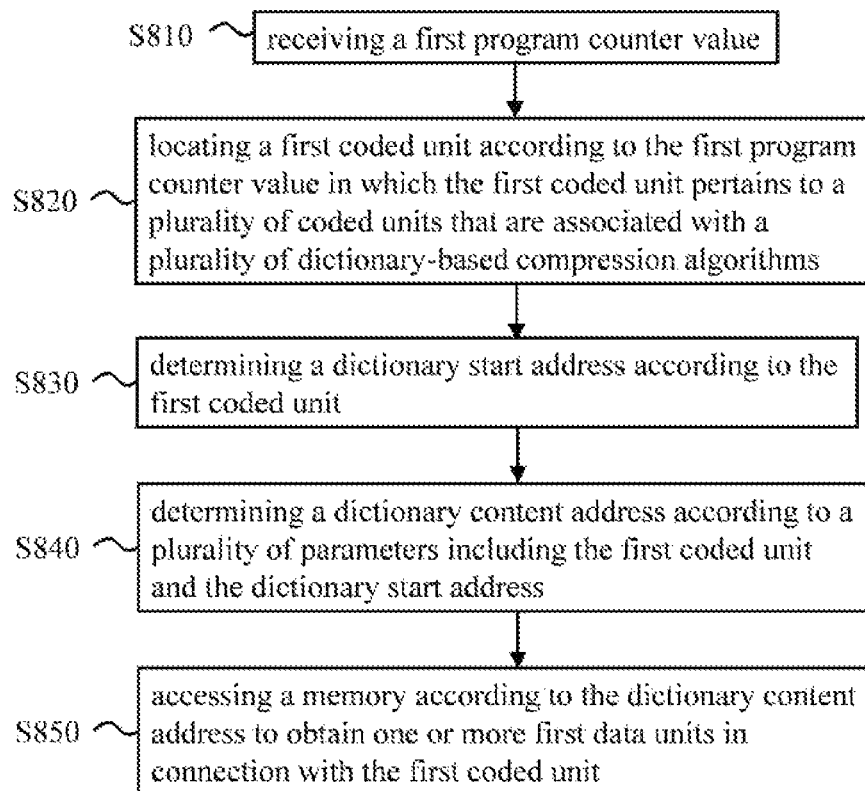 S810
receiving a first program counter value
S820
locating a first coded unit according to the first program
counter value in which the first coded unit pertains to a
plurality of coded units that are associated with a
plurality of dictionary-based compression algorithms
S830
determining a dictionary start address according to the
first coded unit
S840
determining a dictionary content address according to a
plurality of parameters including the first coded unit
and the dictionary start address
S850
accessing a memory according to the dictionary content
address to obtain one or more first data units in
connection with the first coded unit